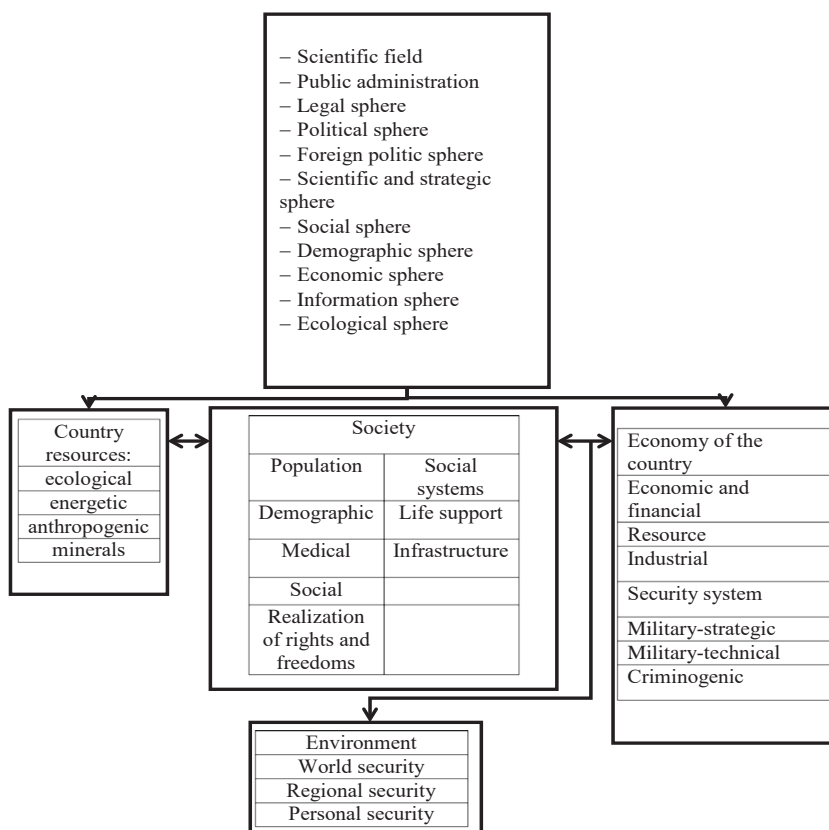 – Scientific field
– Public administration
– Legal sphere
– Political sphere
– Foreign politic sphere
– Scientific and strategic
sphere
– Social sphere
– Demographic sphere
– Economic sphere
– Information sphere
– Ecological sphere
Country
resources:
ecological
energetic
anthropogenic
minerals
Society
Population
Social
systems
Demographic
Life support
Medical
Infrastructure
Social
Realization
of rights and
freedoms
Economy of the
country
Economic and
financial
Resource
Industrial
Security system
Military-strategic
Military-technical
Criminogenic
Environment
World security
Regional security
Personal security